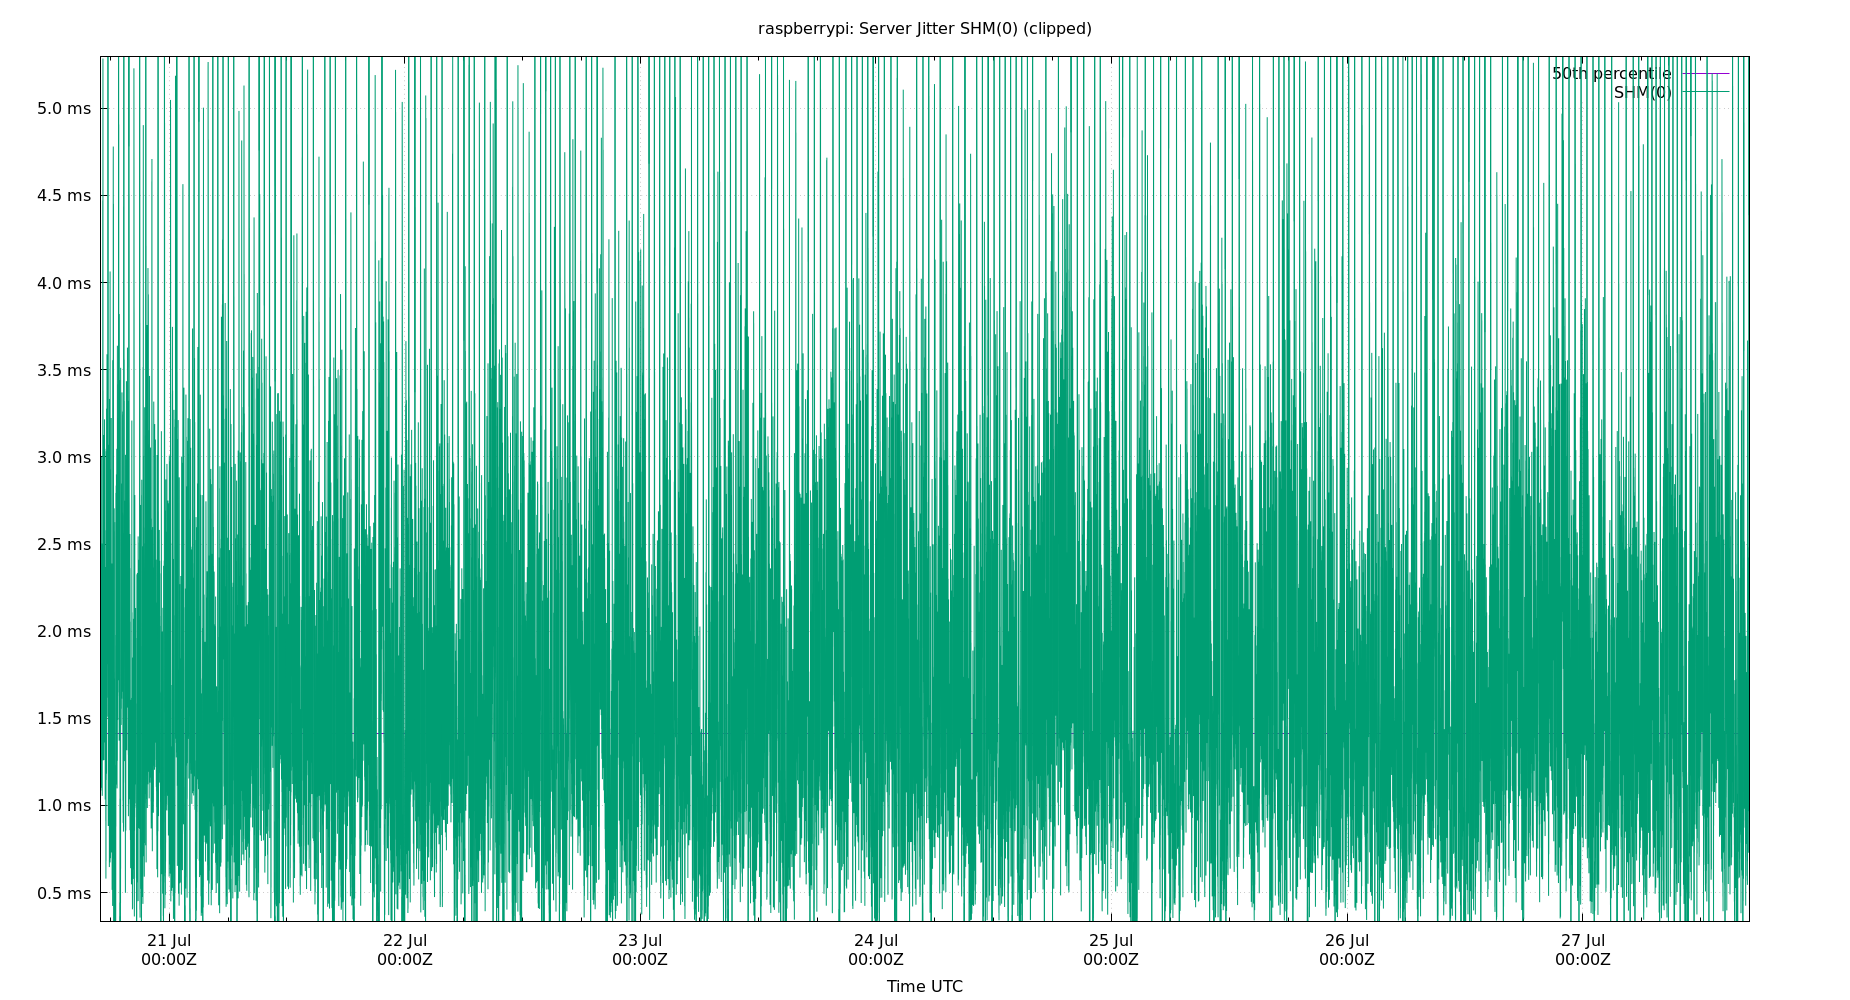 raspberrypi: Server Jitter SHM(0) (clipped)
50th percentile
SHM(0)
5.0 ms
4.5 ms
4.0 ms
3.5 ms
3.0 ms
2.5 ms
2.0 ms
1.5 ms
1.0 ms
0.5 ms
21 Jul 22 Jul 23 Jul 24 Jul 25 Jul 26 Jul 27 Jul
00:00Z 00:00Z 00:00Z 00:00Z 00:00Z 00:00Z 00:00Z
Time UTC